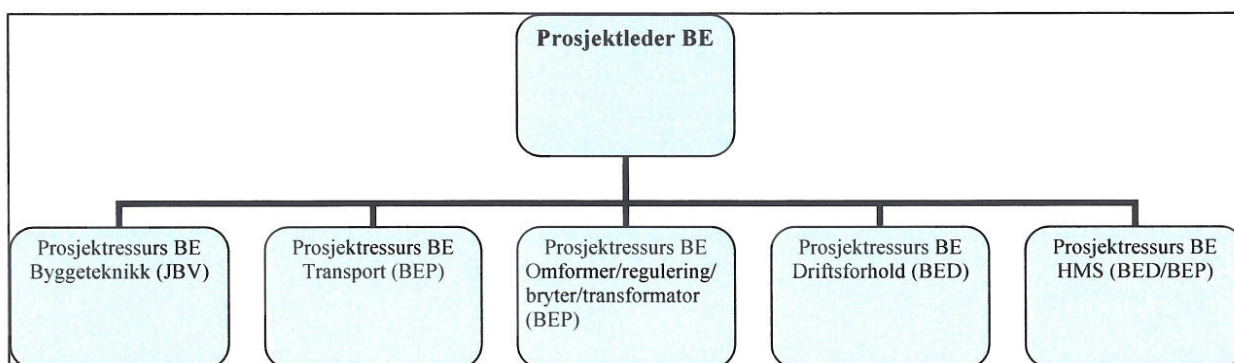 Prosjektleder BE
Prosjektressurs BE
Byggeteknikk (JBV)
Prosjektressurs BE
Transport (BEP)
Prosjektressurs BE
Omformer/regulering/
bryter/transformator
(BEP)
Prosjektressurs BE
Driftsforhold (BED)
Prosjektressurs BE
HMS (BED/BEP)